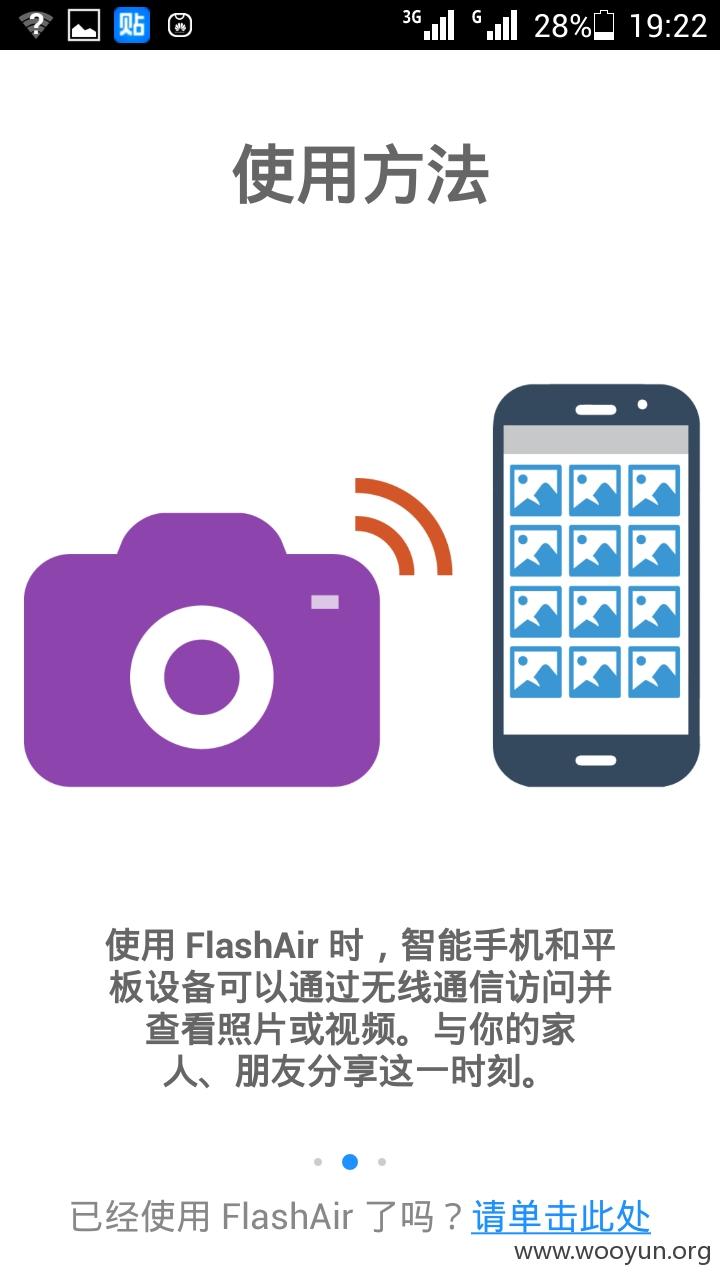 贴 3G G 28% 19:22
使用方法
使用 FlashAir 时，智能手机和平
板设备可以通过无线通信访问并
查看照片或视频。与你的家
人、朋友分享这一时刻。
已经使用 FlashAir 了吗？请单击此处
www.wooyun.org